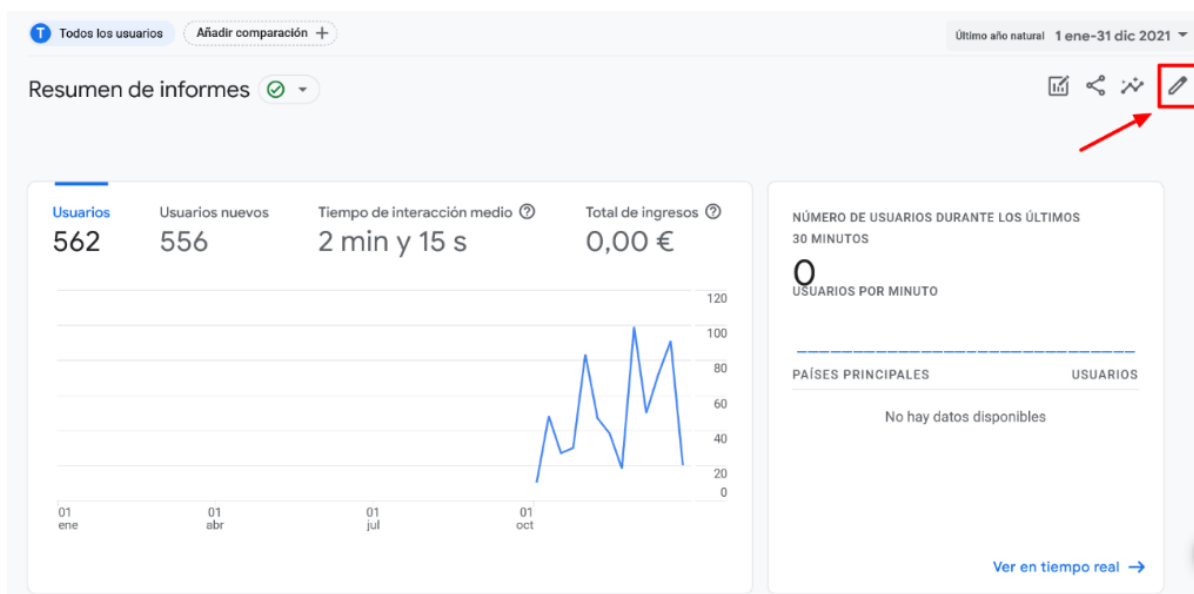 T Todos los usuarios Añadir comparación +
Último año natural 1 ene-31 dic 2021
Resumen de informes
Usuarios Usuarios nuevos Tiempo de interacción medio Total de ingresos
562 556 2 min y 15 s 0,00 €
120
100
80
60
40
20
0
01 01 01 01
ene abr jul oct
NÚMERO DE USUARIOS DURANTE LOS ÚLTIMOS
30 MINUTOS
0
USUARIOS POR MINUTO
PAÍSES PRINCIPALES USUARIOS
No hay datos disponibles
Ver en tiempo real →